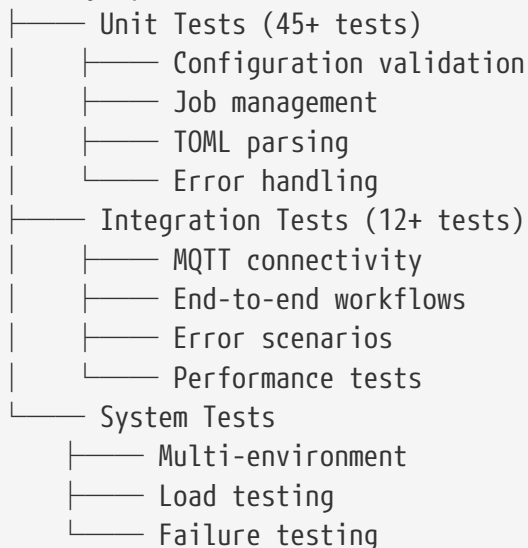 ├── Unit Tests (45+ tests)
│   ├── Configuration validation
│   ├── Job management
│   ├── TOML parsing
│   └── Error handling
├── Integration Tests (12+ tests)
│   ├── MQTT connectivity
│   ├── End-to-end workflows
│   ├── Error scenarios
│   └── Performance tests
└── System Tests
    ├── Multi-environment
    ├── Load testing
    └── Failure testing